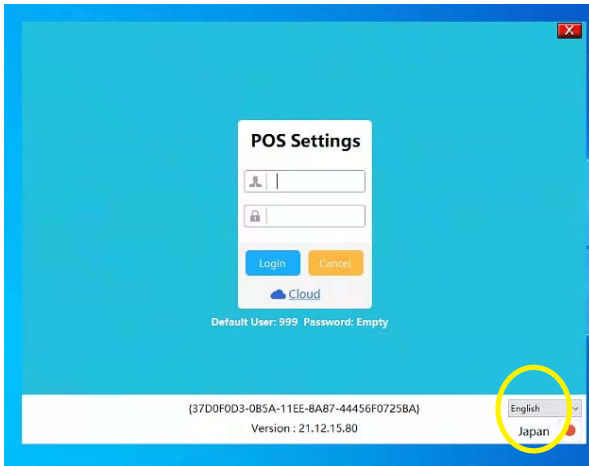 X
POS Settings
Login Cancel
Cloud
Default User: 999 Password: Empty
{37D0F0D3-0B5A-11EE-8A87-44456F0725BA}
English
Version : 21.12.15.80
Japan